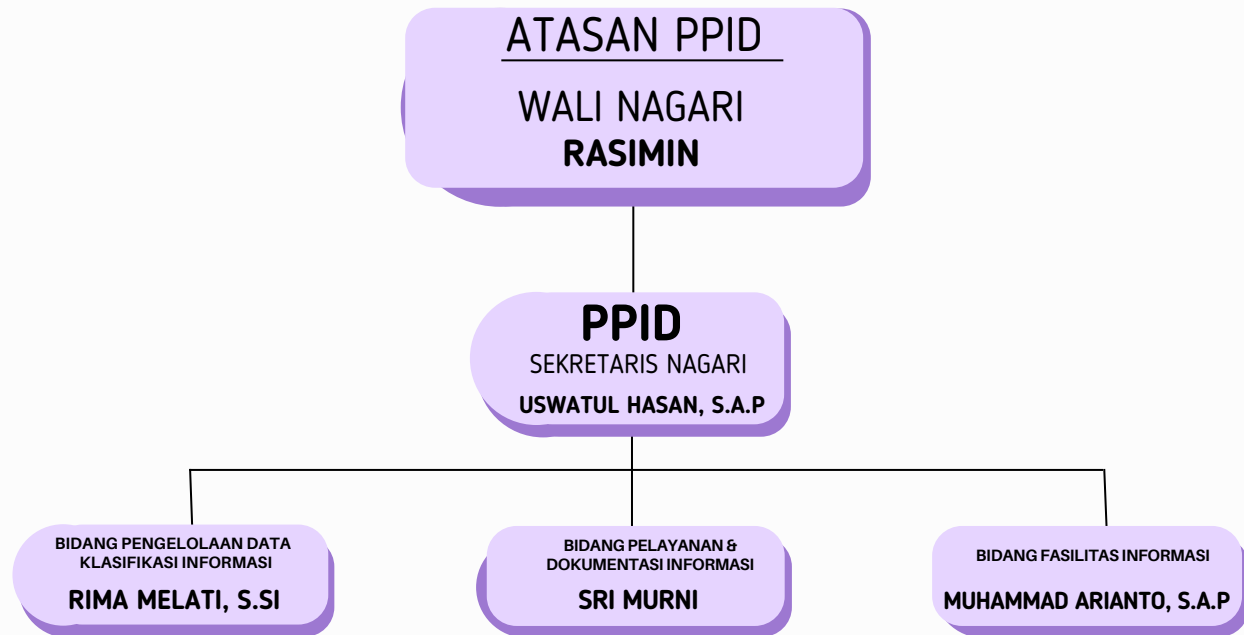 ATASAN PPID
WALI NAGARI
RASIMIN
PPID
SEKRETARIS NAGARI
USWATUL HASAN, S.A.P
BIDANG PENGELOLAAN DATA
KLASIFIKASI INFORMASI
RIMA MELATI, S.SI
BIDANG PELAYANAN &
DOKUMENTASI INFORMASI
SRI MURNI
BIDANG FASILITAS INFORMASI
MUHAMMAD ARIANTO, S.A.P